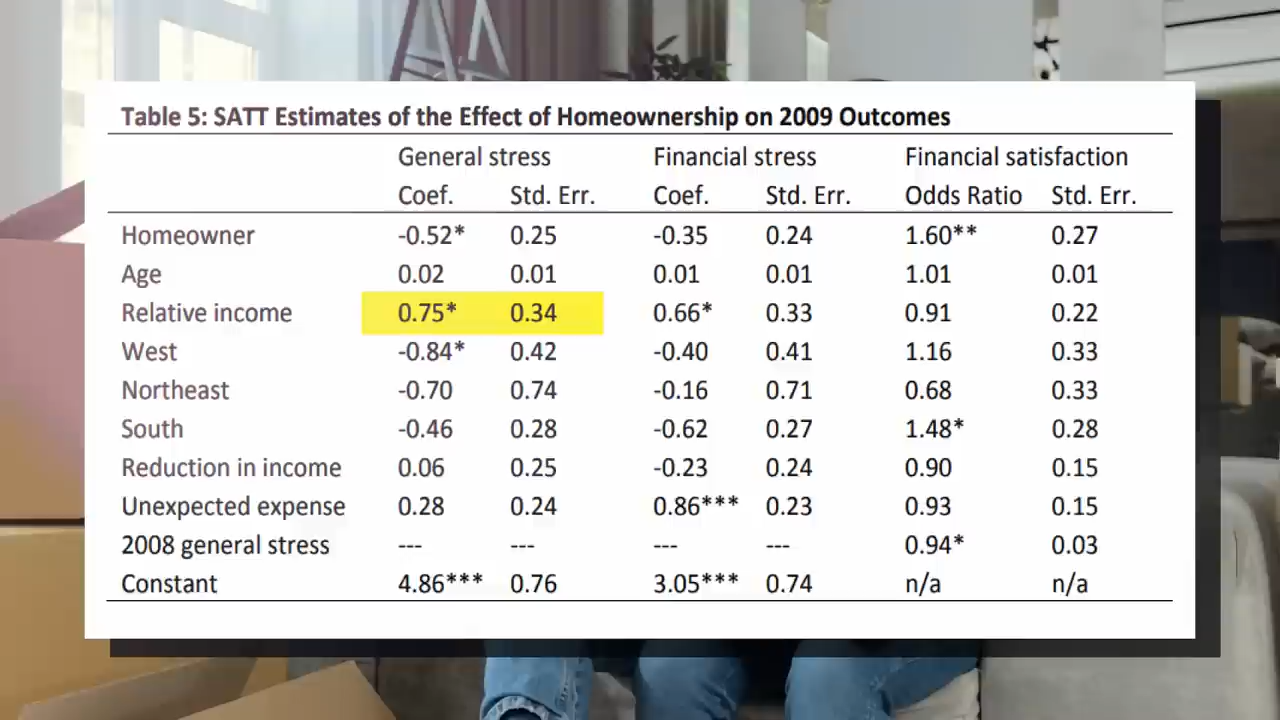 Table 5: SATT Estimates of the Effect of Homeownership on 2009 Outcomes
General stress Financial stress Financial satisfaction
Coef. Std. Err. Coef. Std. Err. Odds Ratio Std. Err.
Homeowner -0.52* 0.25 -0.35 0.24 1.60** 0.27
Age 0.02 0.01 0.01 0.01 1.01 0.01
Relative income 0.75* 0.34 0.66* 0.33 0.91 0.22
West -0.84* 0.42 -0.40 0.41 1.16 0.33
Northeast -0.70 0.74 -0.16 0.71 0.68 0.33
South -0.46 0.28 -0.62 0.27 1.48* 0.28
Reduction in income 0.06 0.25 -0.23 0.24 0.90 0.15
Unexpected expense 0.28 0.24 0.86*** 0.23 0.93 0.15
2008 general stress --- --- --- --- 0.94* 0.03
Constant 4.86*** 0.76 3.05*** 0.74 n/a n/a